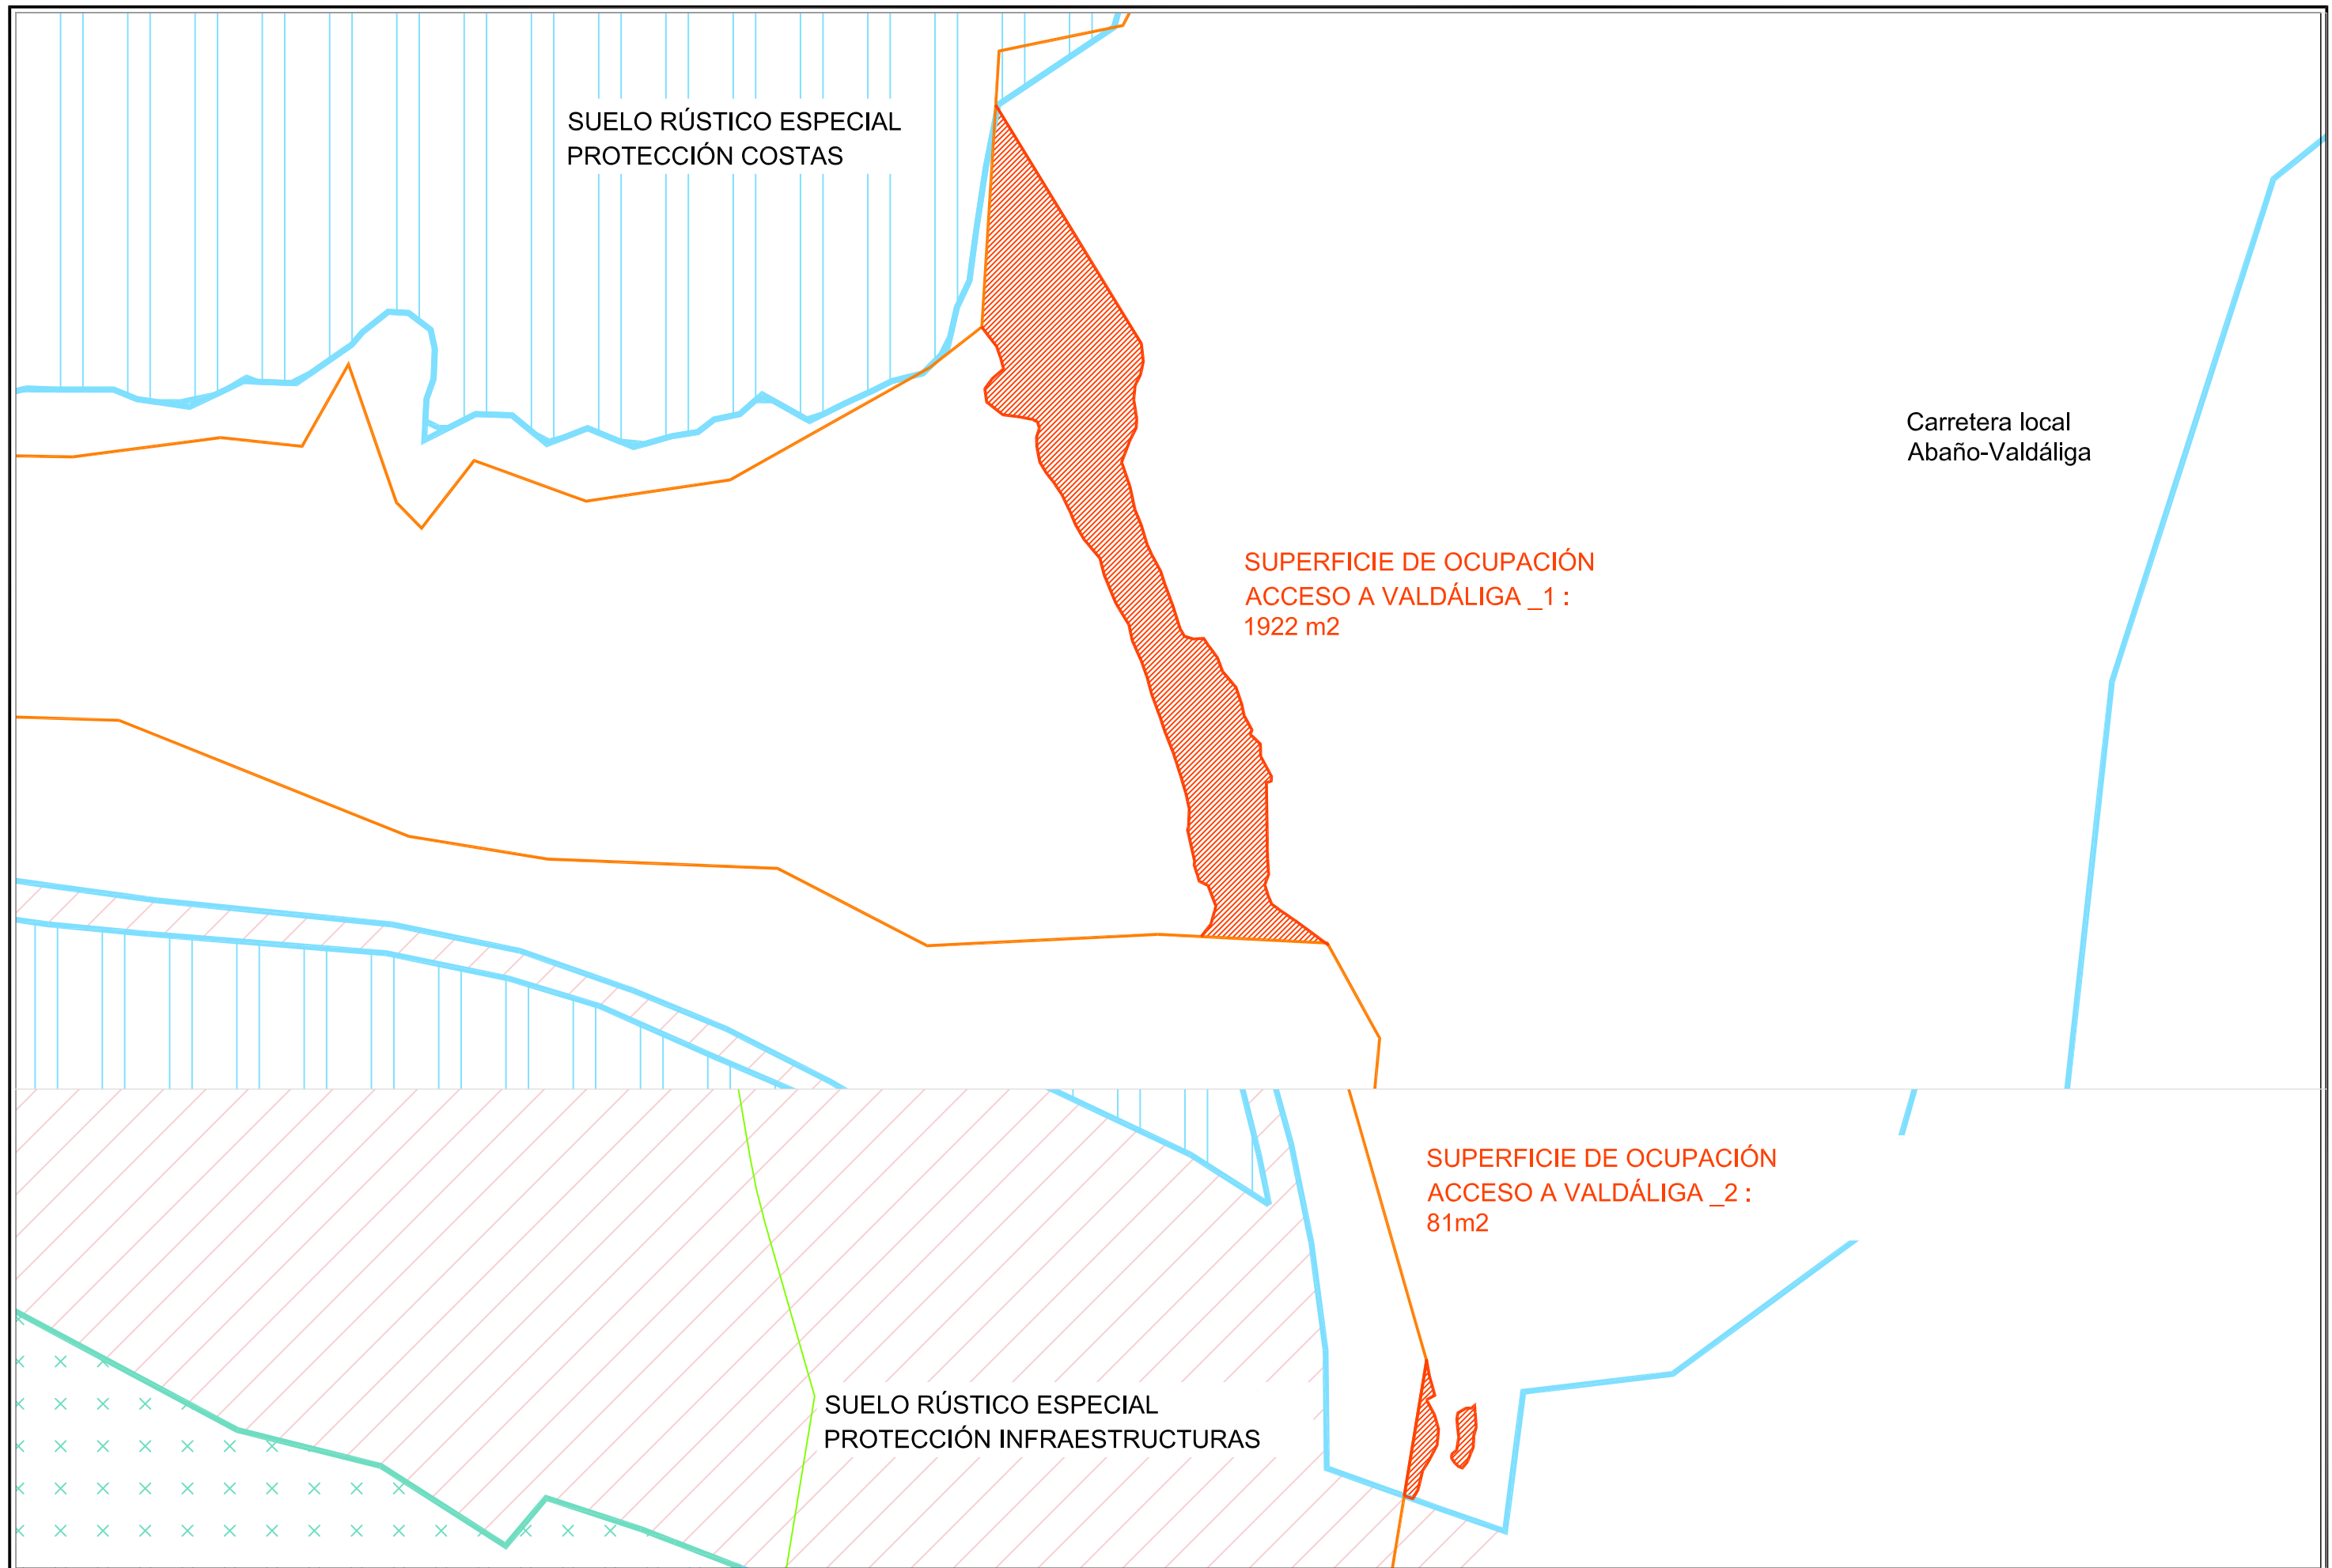 SUELO RÚSTICO ESPECIAL
PROTECCIÓN COSTAS
Carretera local
Abaño-Valdáliga
SUPERFICIE DE OCUPACIÓN
ACCESO A VALDÁLIGA _1 :
1922 m2
SUPERFICIE DE OCUPACIÓN
ACCESO A VALDÁLIGA _2 :
81m2
SUELO RÚSTICO ESPECIAL
PROTECCIÓN INFRAESTRUCTURAS